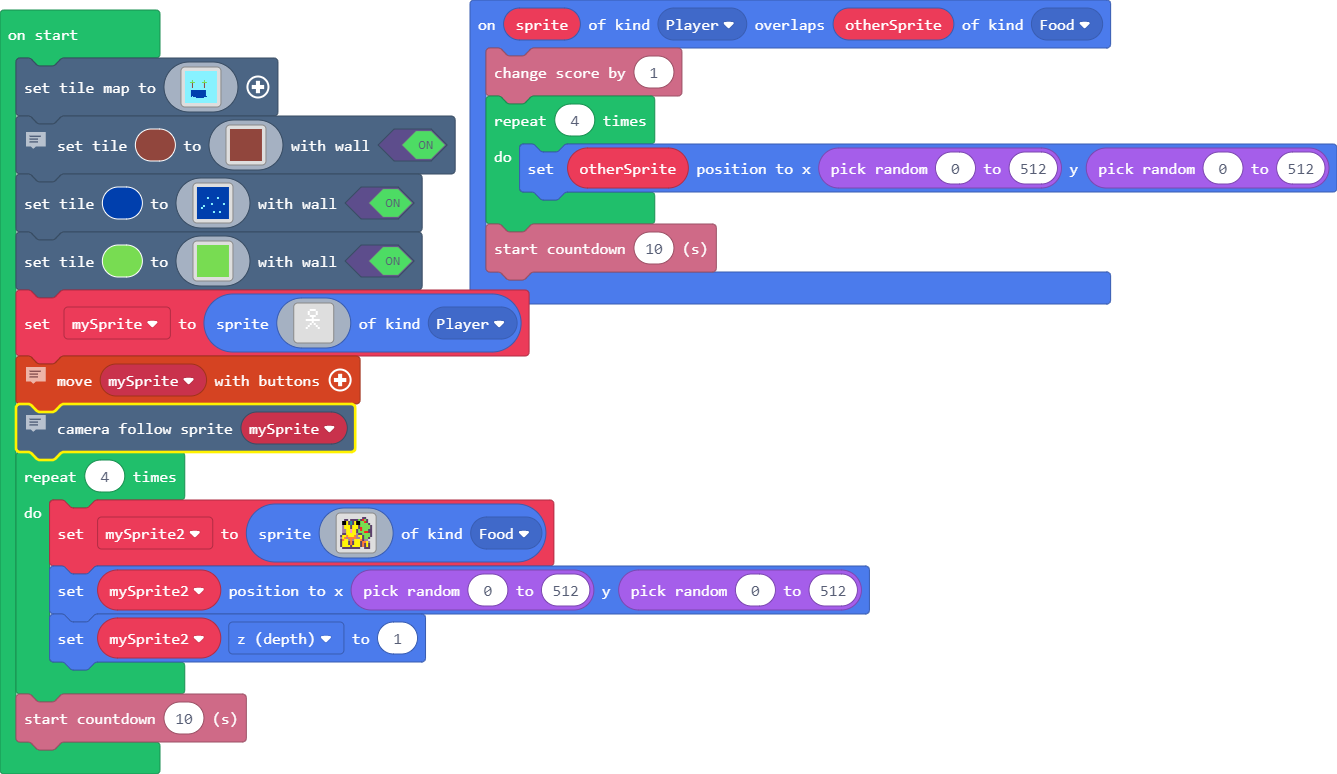 on start
set tile map to
set tile to with wall ON
set tile to with wall ON
set tile to with wall ON
set mySprite to sprite of kind Player
move mySprite with buttons
camera follow sprite mySprite
repeat 4 times
do
set mySprite2 to sprite of kind Food
set mySprite2 position to x pick random 0 to 512 y pick random 0 to 512
set mySprite2 z (depth) to 1
start countdown 10 (s)
on sprite of kind Player overlaps otherSprite of kind Food
change score by 1
repeat 4 times
do
set otherSprite position to x pick random 0 to 512 y pick random 0 to 512
start countdown 10 (s)